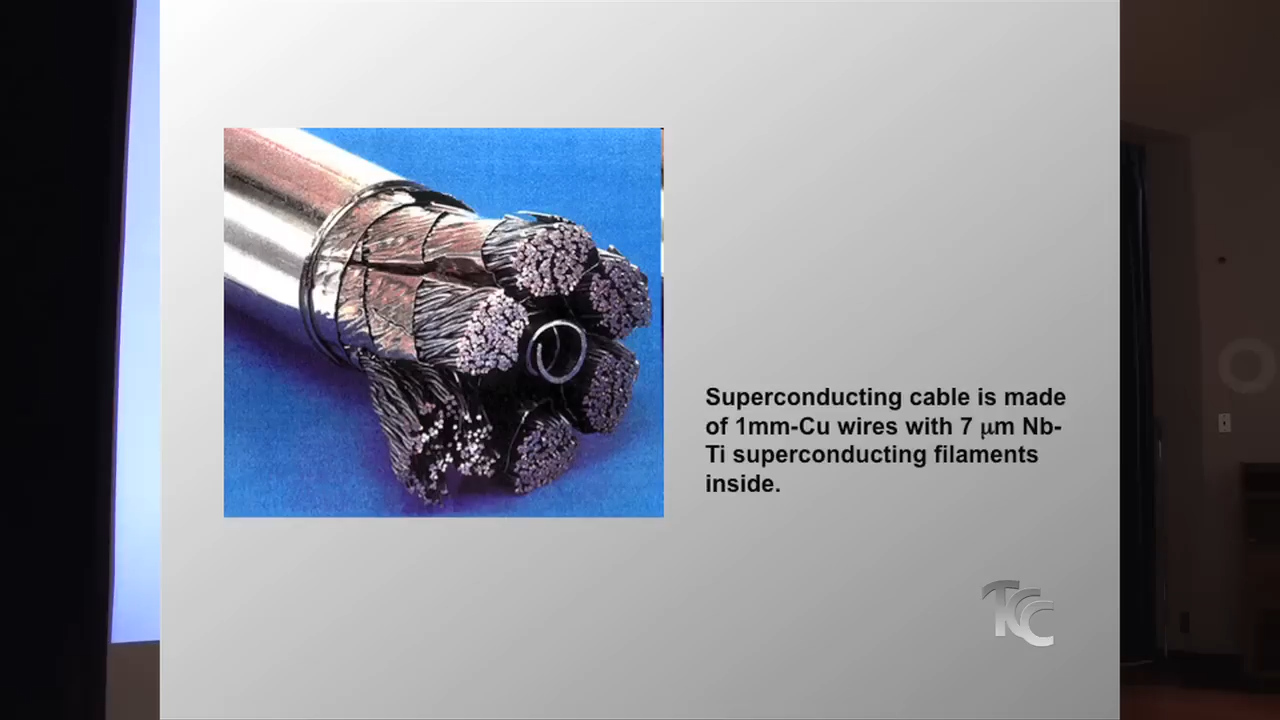 Superconducting cable is made
of 1mm-Cu wires with 7 μm Nb-
Ti superconducting filaments
inside.
TCC